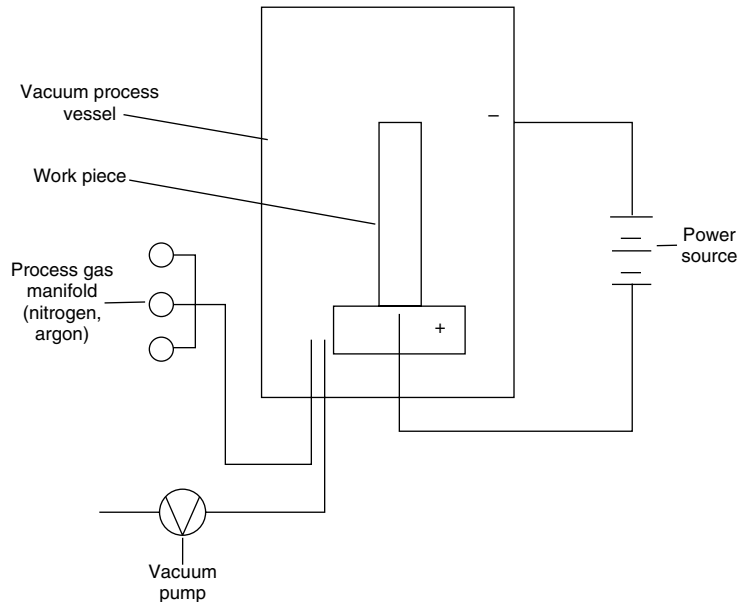 Vacuum process
vessel
−
Work piece
Power
source
Process gas
manifold
(nitrogen,
argon)
+
Vacuum
pump